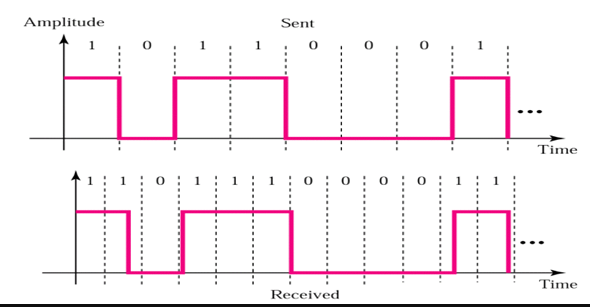 Amplitude Sent
1 0 1 1 0 0 0 1
...
Time
1 1 0 1 1 1 0 0 0 0 1 1
...
Time
Received